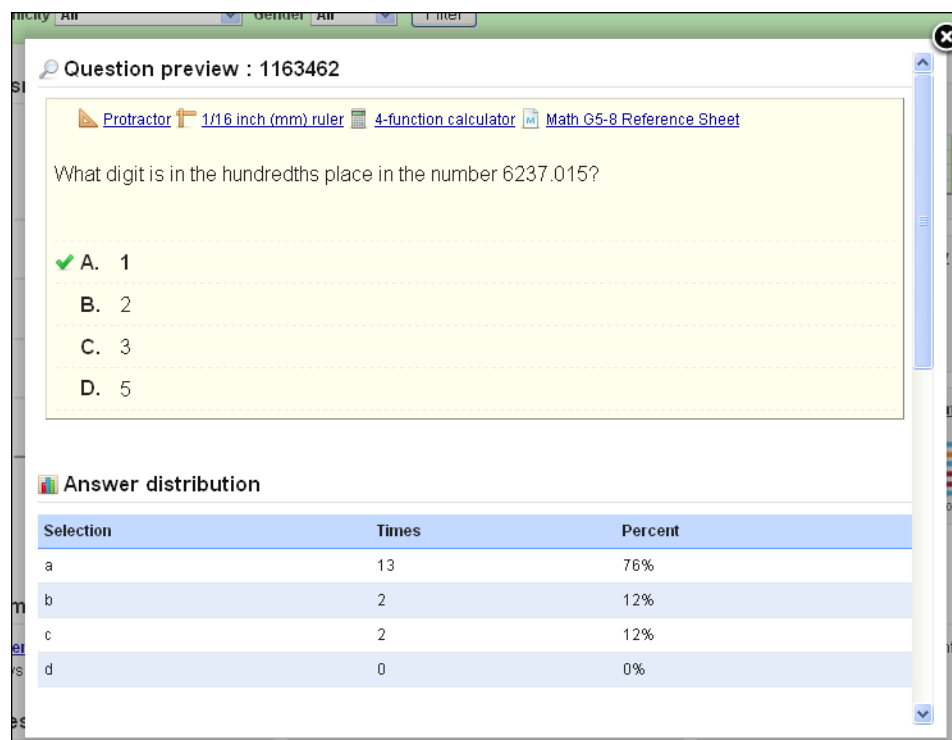 All Gender All Filter
Question preview : 1163462
Protractor 1/16 inch (mm) ruler 4-function calculator Math G5-8 Reference Sheet
What digit is in the hundredths place in the number 6237.015?
A. 1
B. 2
C. 3
D. 5
Answer distribution
Selection Times Percent
a 13 76%
b 2 12%
c 2 12%
d 0 0%